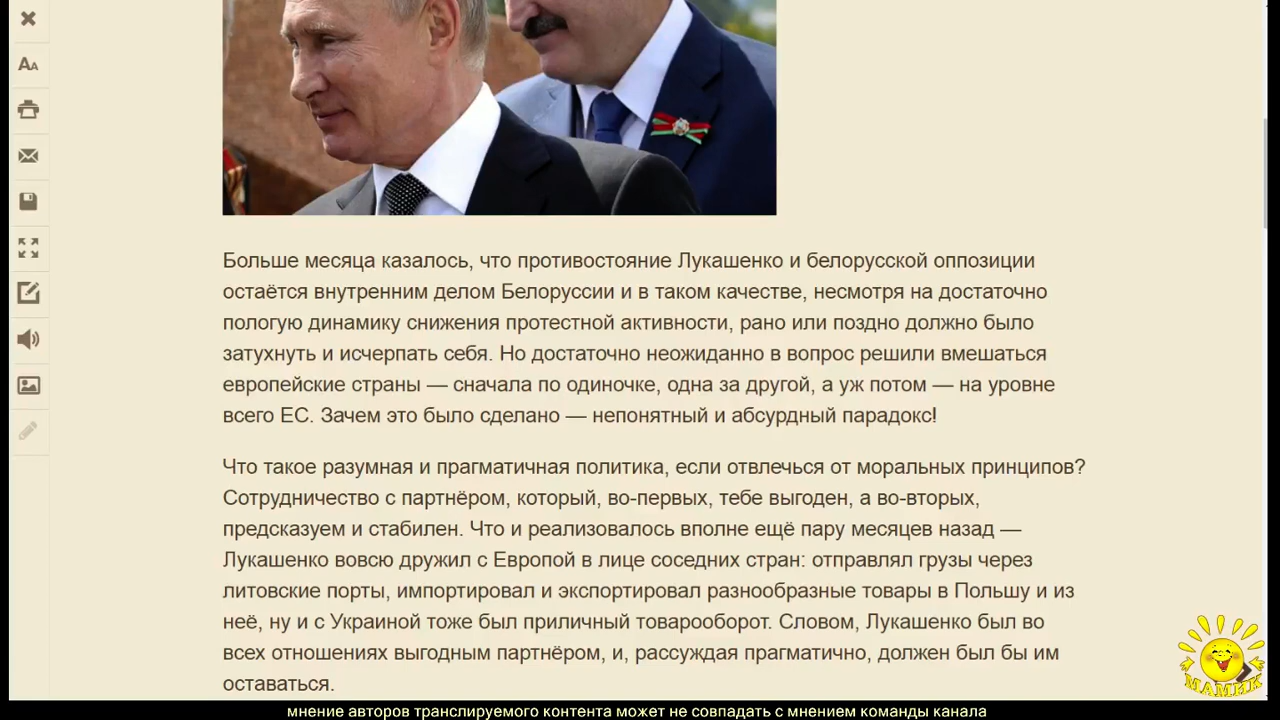 Больше месяца казалось, что противостояние Лукашенко и белорусской оппозиции
остаётся внутренним делом Белоруссии и в таком качестве, несмотря на достаточно
пологую динамику снижения протестной активности, рано или поздно должно было
затухнуть и исчерпать себя. Но достаточно неожиданно в вопрос решили вмешаться
европейские страны — сначала по одиночке, одна за другой, а уж потом — на уровне
всего ЕС. Зачем это было сделано — непонятный и абсурдный парадокс!
Что такое разумная и прагматичная политика, если отвлечься от моральных принципов?
Сотрудничество с партнёром, который, во-первых, тебе выгоден, а во-вторых,
предсказуем и стабилен. Что и реализовалось вполне ещё пару месяцев назад —
Лукашенко вовсю дружил с Европой в лице соседних стран: отправлял грузы через
литовские порты, импортировал и экспортировал разнообразные товары в Польшу и из
неё, ну и с Украиной тоже был приличный товарооборот. Словом, Лукашенко был во
всех отношениях выгодным партнёром, и, рассуждая прагматично, должен был бы им
оставаться.
МАМИК
мнение авторов транслируемого контента может не совпадать с мнением команды канала